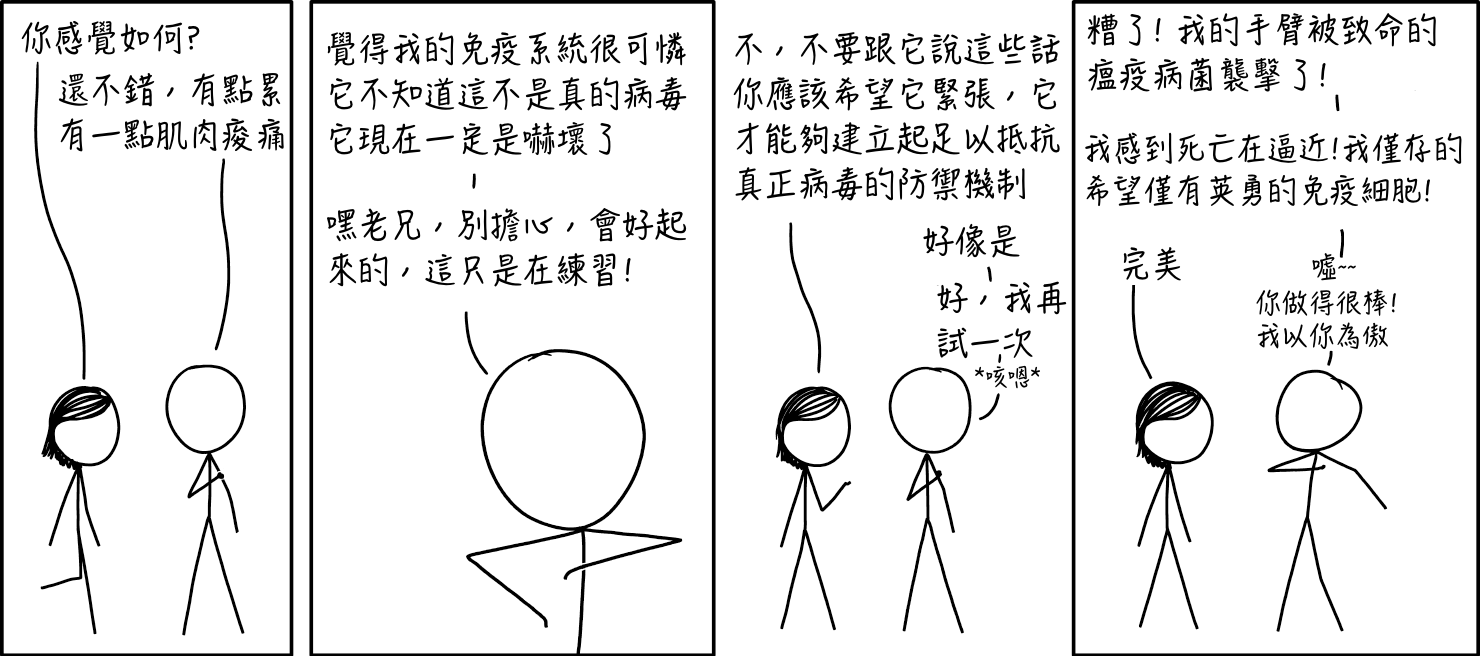 你感覺如何?
還不錯，有點累
有一點肌肉痠痛
覺得我的免疫系統很可憐
它不知道這不是真的病毒
它現在一定是嚇壞了
嘿老兄，別擔心，會好起
來的，這只是在練習!
不，不要跟它說這些話
你應該希望它緊張，它
才能夠建立起足以抵抗
真正病毒的防禦機制
好像是
好，我再
試一次
*咳嗯*
糟了!我的手臂被致命的
瘟疫病菌襲擊了!
我感到死亡在逼近!我僅存的
希望僅有英勇的免疫細胞!
完美
噓~~
你做得很棒!
我以你為傲